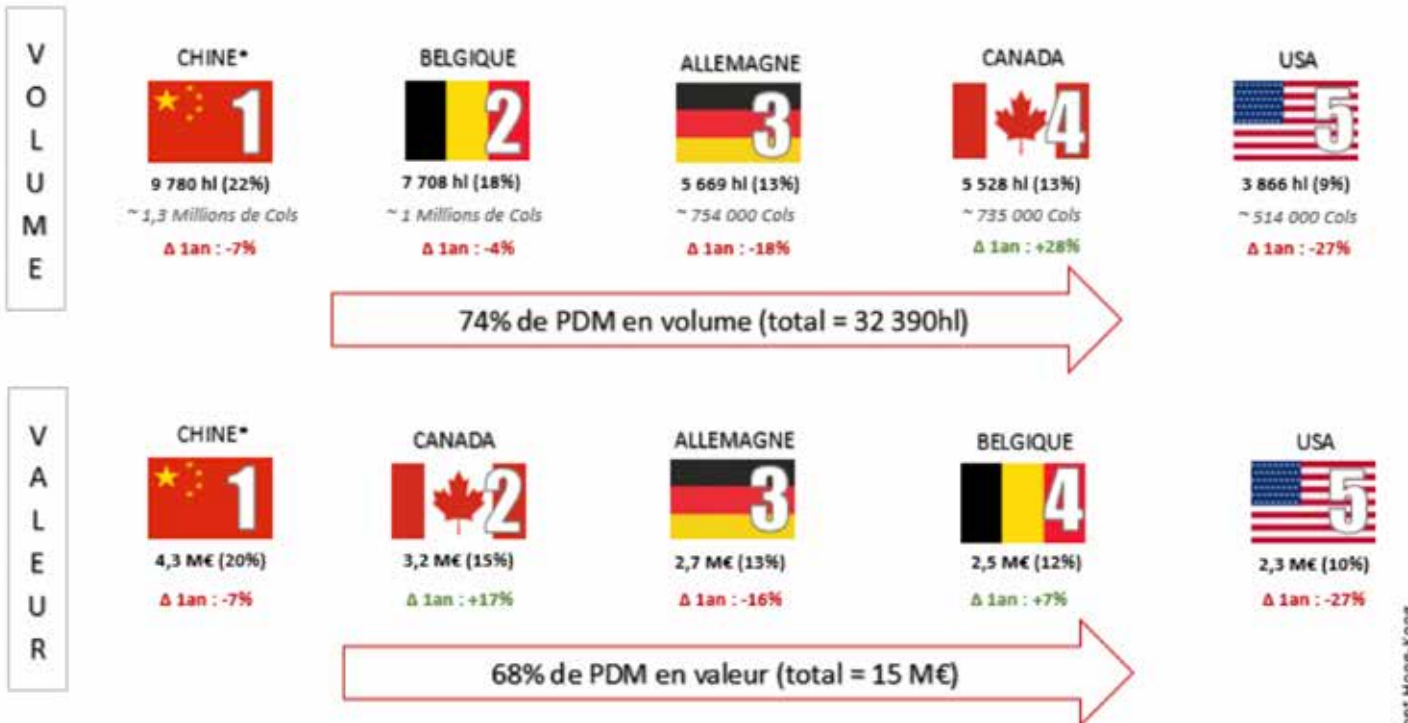 VOLUME
CHINE*
1
9 780 hl (22%)
~ 1,3 Millions de Cols
Δ 1an : -7%
BELGIQUE
2
7 708 hl (18%)
~ 1 Millions de Cols
Δ 1an : -4%
ALLEMAGNE
3
5 669 hl (13%)
~ 754 000 Cols
Δ 1an : -18%
CANADA
4
5 528 hl (13%)
~ 735 000 Cols
Δ 1an : +28%
USA
5
3 866 hl (9%)
~ 514 000 Cols
Δ 1an : -27%
74% de PDM en volume (total = 32 390hl)
VALEUR
CHINE*
1
4,3 M€ (20%)
Δ 1an : -7%
CANADA
2
3,2 M€ (15%)
Δ 1an : +17%
ALLEMAGNE
3
2,7 M€ (13%)
Δ 1an : -16%
BELGIQUE
4
2,5 M€ (12%)
Δ 1an : +7%
USA
5
2,3 M€ (10%)
Δ 1an : -27%
68% de PDM en valeur (total = 15 M€)
Hong-Kong